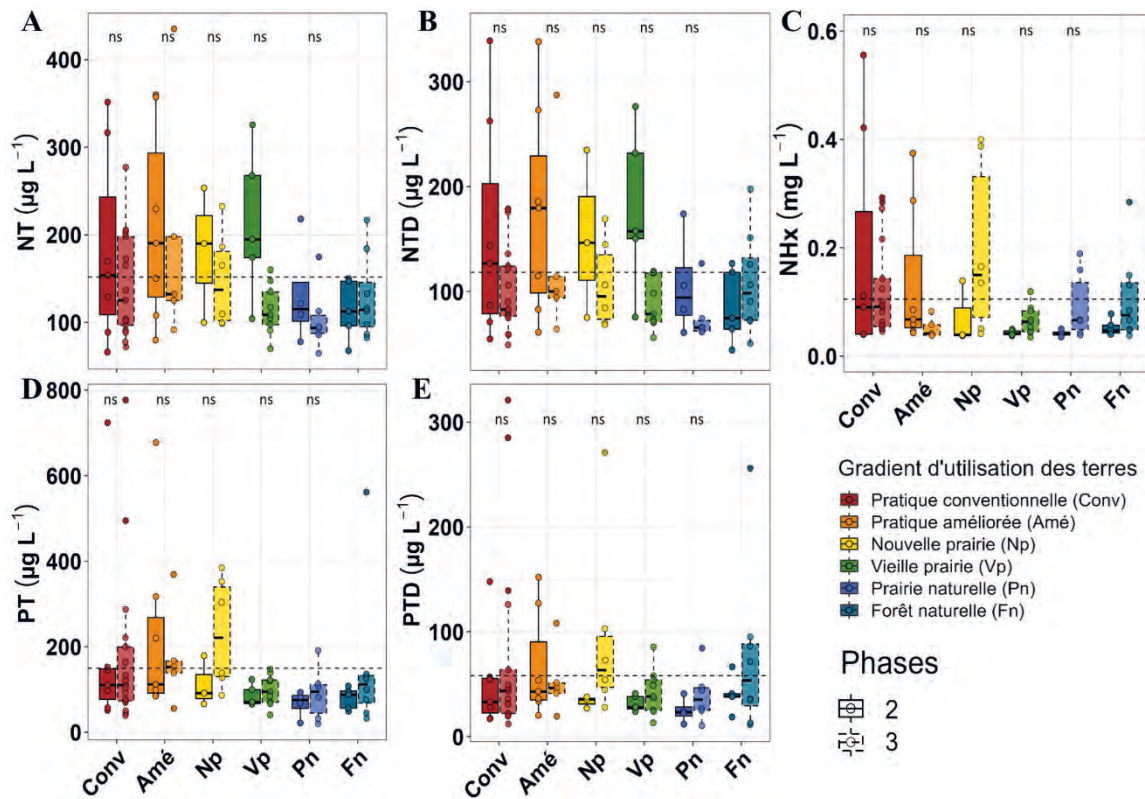 A
ns ns ns ns ns
NT (µg L⁻¹)
400
300
200
100
B
ns ns ns ns ns
NTD (µg L⁻¹)
300
200
100
C
ns ns ns ns ns
NHx (mg L⁻¹)
0.6
0.4
0.2
0.0
Conv Amé Np Vp Pn Fn
D
ns ns ns ns ns
PT (µg L⁻¹)
800
600
400
200
0
Conv Amé Np Vp Pn Fn
E
ns ns ns ns ns
PTD (µg L⁻¹)
300
200
100
50
0
Conv Amé Np Vp Pn Fn
Gradient d'utilisation des terres
Pratique conventionnelle (Conv)
Pratique améliorée (Amé)
Nouvelle prairie (Np)
Vieille prairie (Vp)
Prairie naturelle (Pn)
Forêt naturelle (Fn)
Phases
2
3